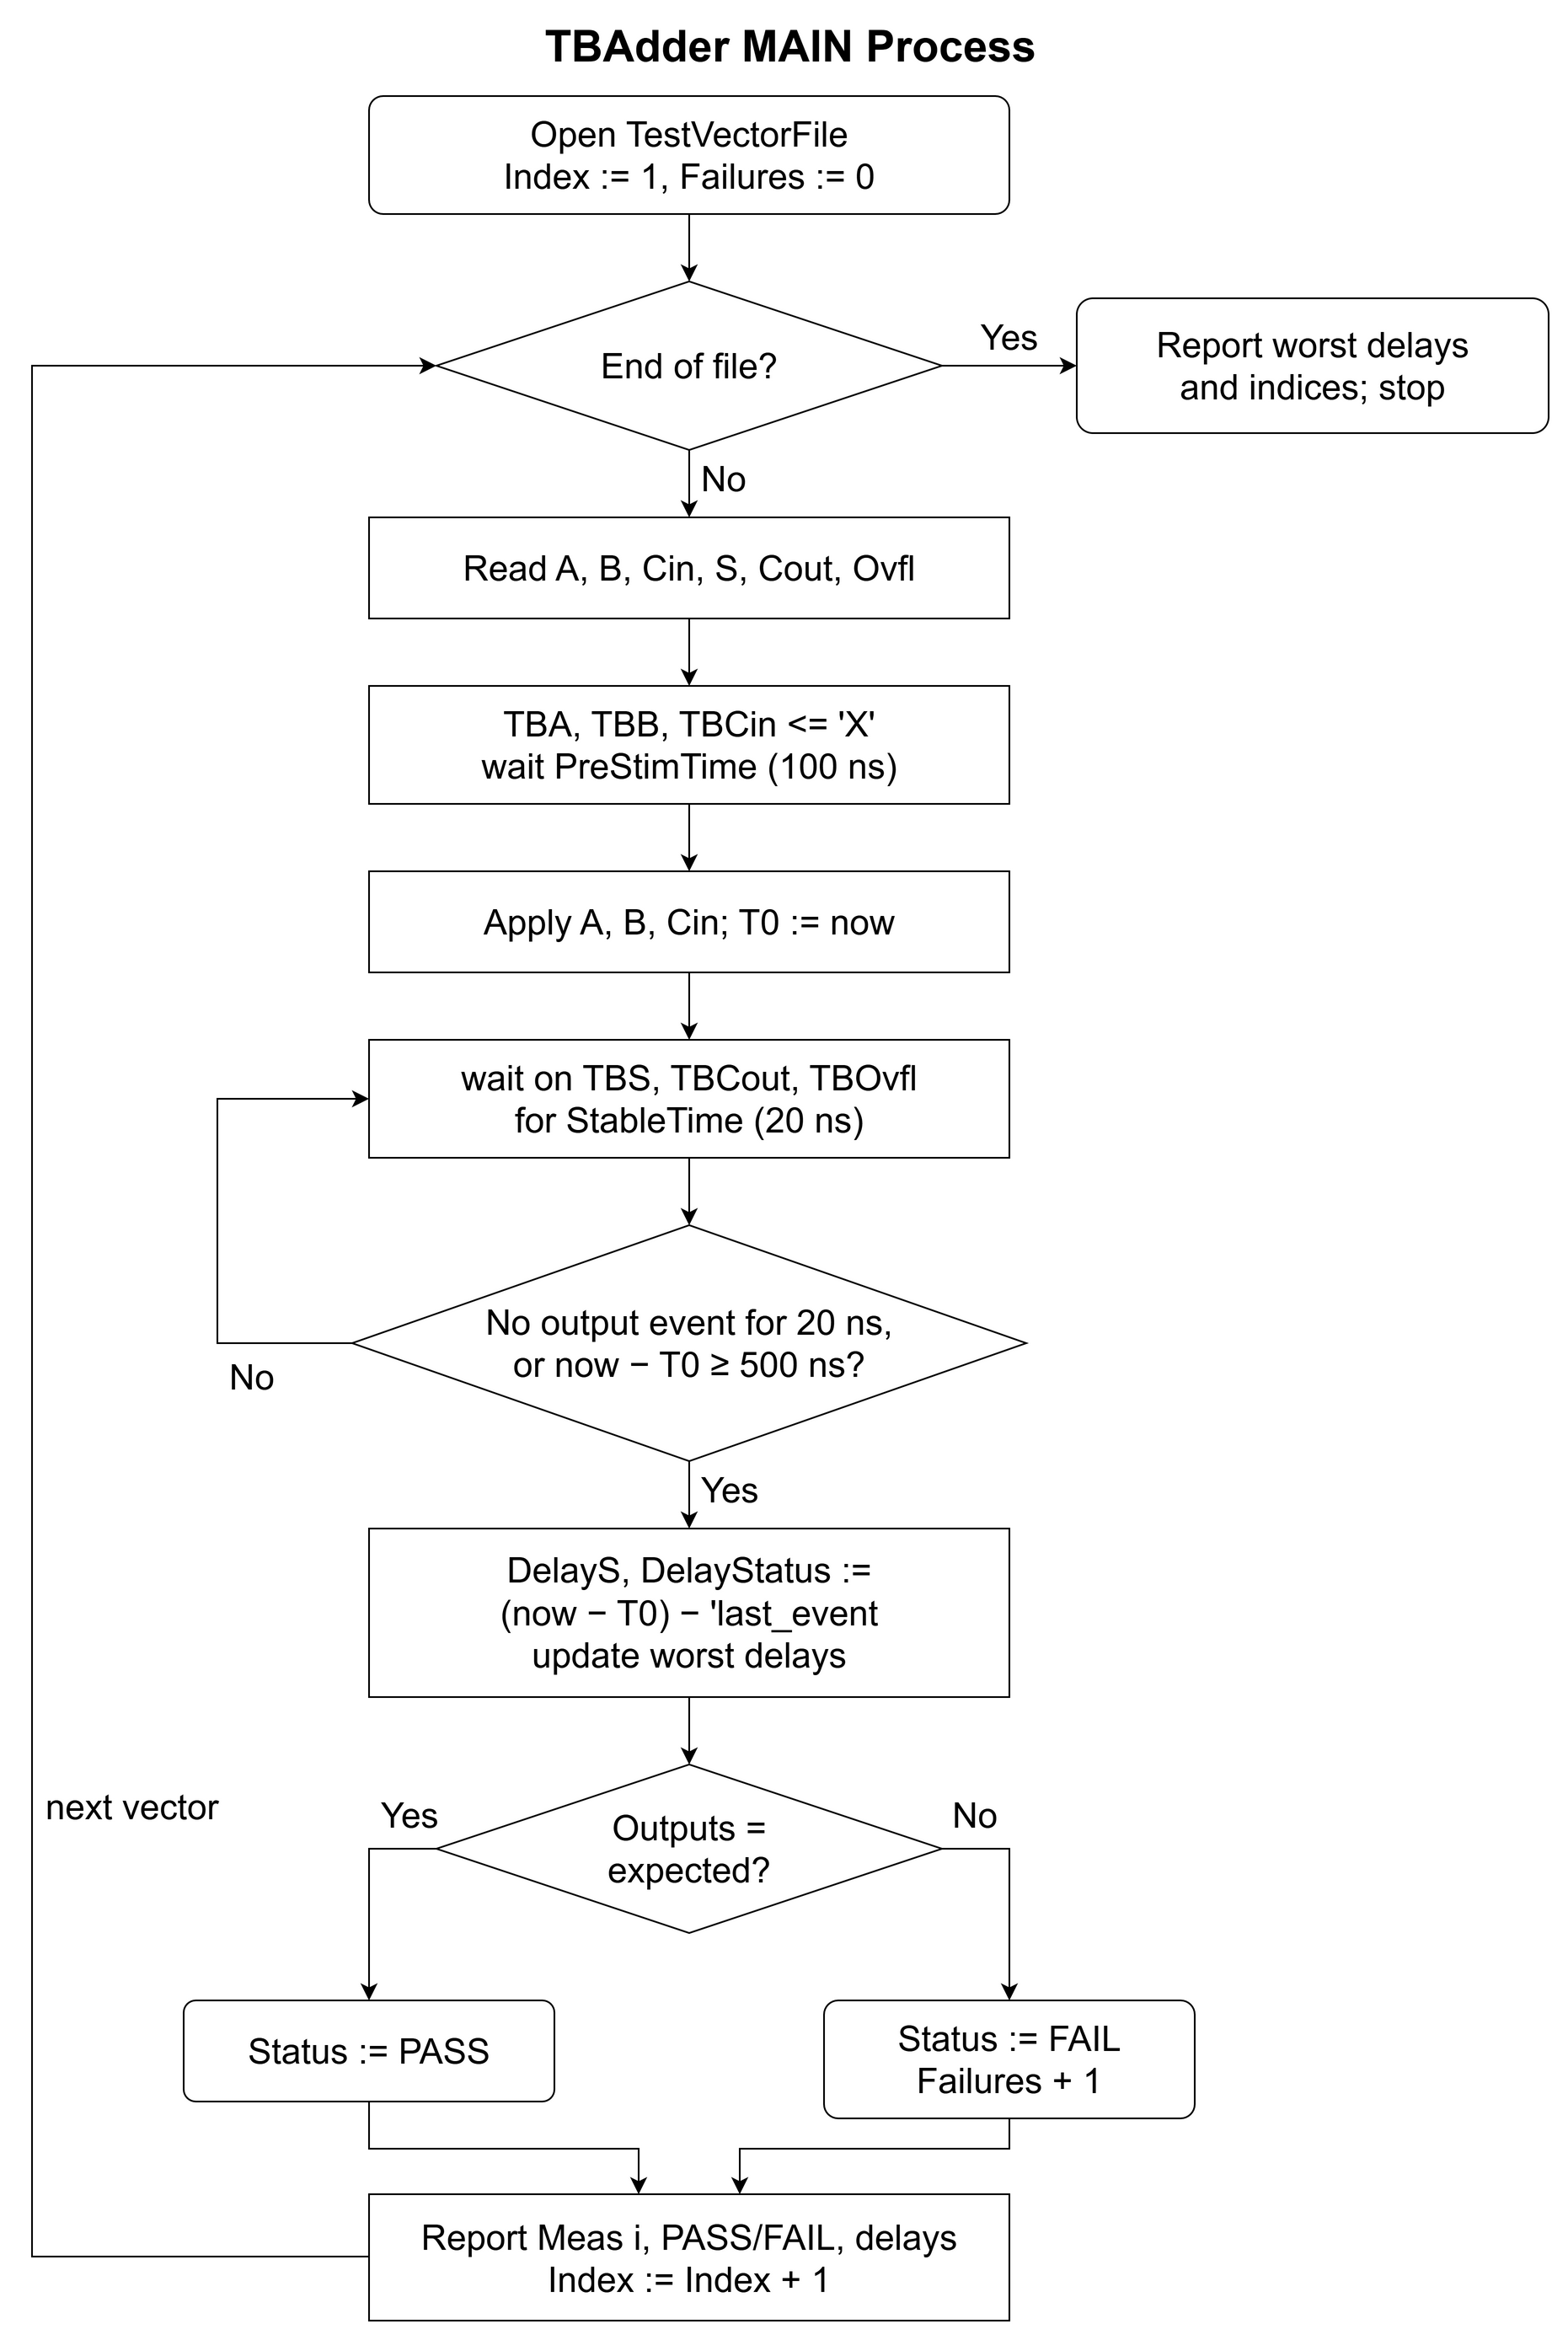 TBAdder MAIN Process
Open TestVectorFile
Index := 1, Failures := 0
End of file?
Yes
Report worst delays
and indices; stop
No
Read A, B, Cin, S, Cout, Ovfl
TBA, TBB, TBCin <= 'X'
wait PreStimTime (100 ns)
Apply A, B, Cin; T0 := now
wait on TBS, TBCout, TBOvfl
for StableTime (20 ns)
No output event for 20 ns,
or now − T0 ≥ 500 ns?
No
Yes
DelayS, DelayStatus :=
(now − T0) − 'last_event
update worst delays
next vector
Yes
Outputs =
expected?
No
Status := PASS
Status := FAIL
Failures + 1
Report Meas i, PASS/FAIL, delays
Index := Index + 1